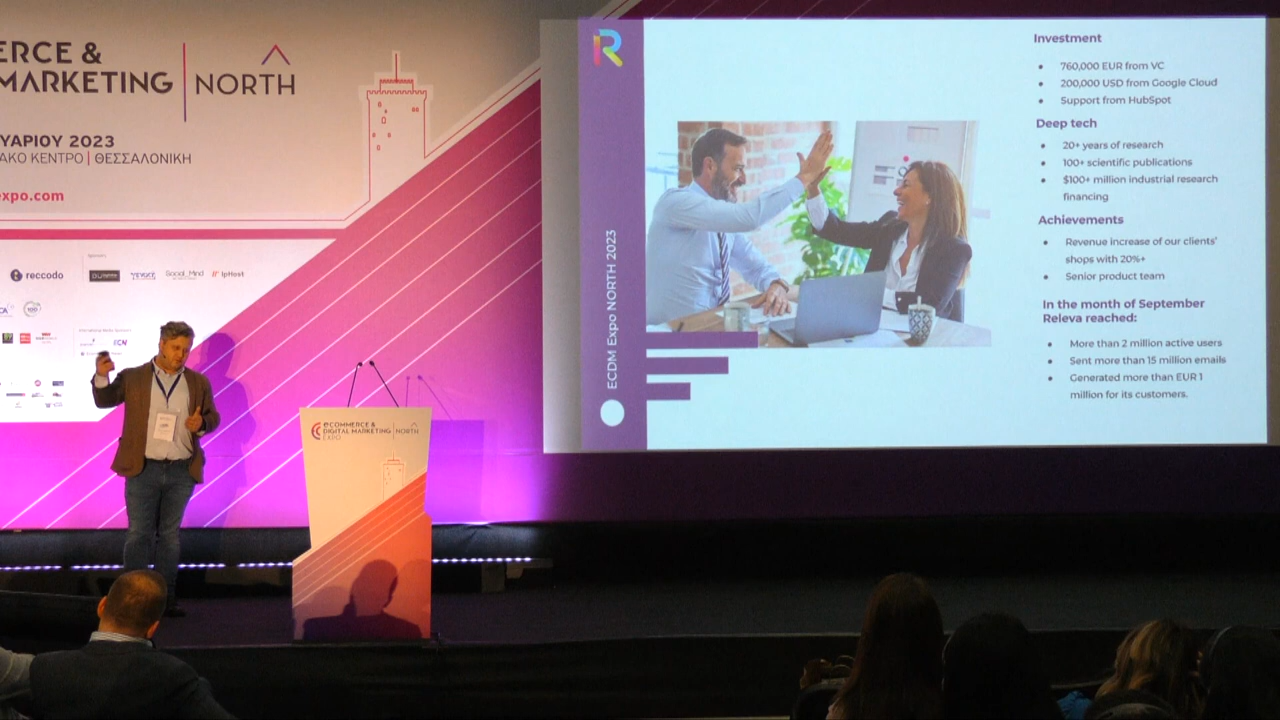 ERCE &
MARKETING | NORTH
ΥΑΡΙΟΥ 2023
ΑΚΟ ΚΕΝΤΡΟ | ΘΕΣΣΑΛΟΝΙΚΗ
xpo.com
Sponsors
reccodo
Social_Mind
IpHost
eCOMMERCE &
DIGITAL MARKETING
EXPO
NORTH
R
ECDM Expo NORTH 2023
Investment
• 760,000 EUR from VC
• 200,000 USD from Google Cloud
• Support from HubSpot
Deep tech
• 20+ years of research
• 100+ scientific publications
• $100+ million industrial research
financing
Achievements
• Revenue increase of our clients'
shops with 20%+
• Senior product team
In the month of September
Releva reached:
• More than 2 million active users
• Sent more than 15 million emails
• Generated more than EUR 1
million for its customers.